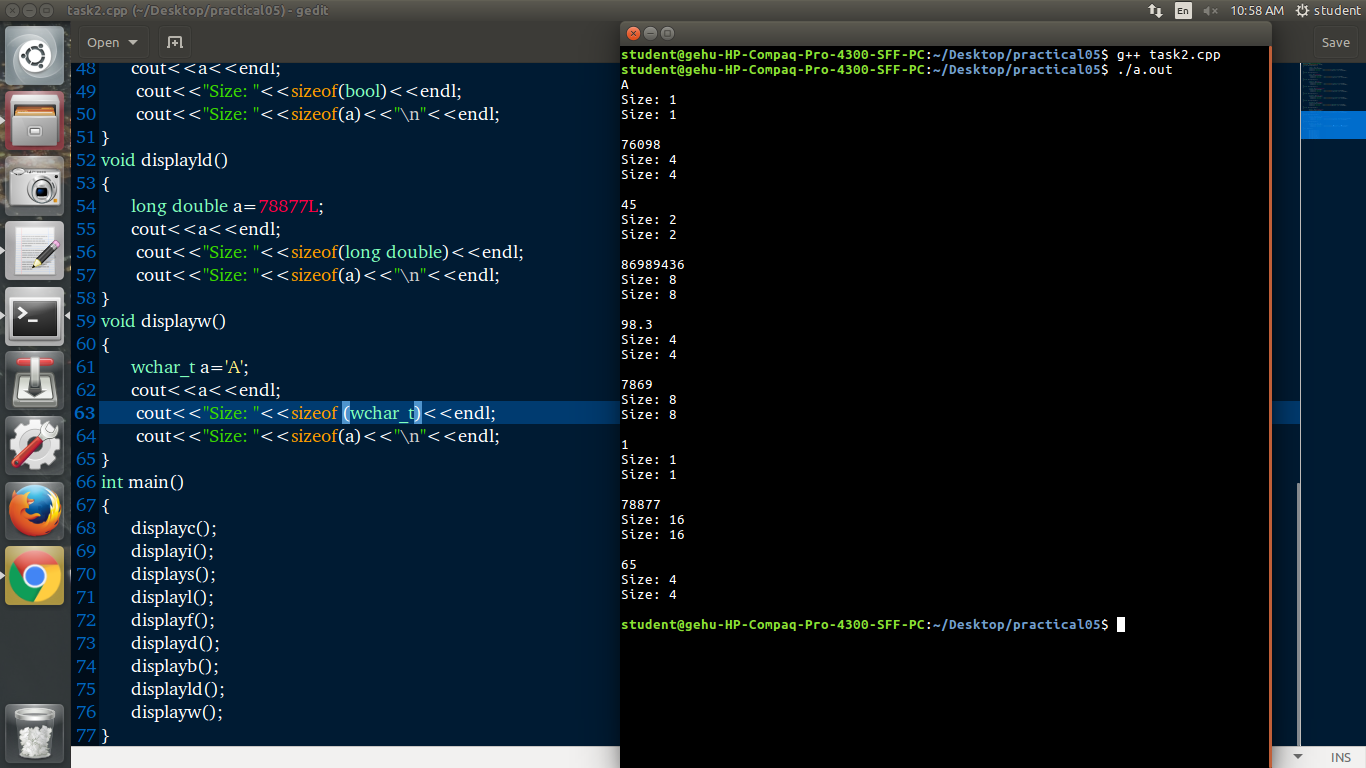 task2.cpp (~/Desktop/practical05) - gedit
En
10:58 AM
student
Open
Save
48 cout<<a<<endl;
49 cout<<"Size: "<<sizeof(bool)<<endl;
50 cout<<"Size: "<<sizeof(a)<<"\n"<<endl;
51 }
52 void displayld()
53 {
54 long double a=78877L;
55 cout<<a<<endl;
56 cout<<"Size: "<<sizeof(long double)<<endl;
57 cout<<"Size: "<<sizeof(a)<<"\n"<<endl;
58 }
59 void displayw()
60 {
61 wchar_t a='A';
62 cout<<a<<endl;
63 cout<<"Size: "<<sizeof (wchar_t)<<endl;
64 cout<<"Size: "<<sizeof(a)<<"\n"<<endl;
65 }
66 int main()
67 {
68 displayc();
69 displayi();
70 displays();
71 displayl();
72 displayf();
73 displayd();
74 displayb();
75 displayld();
76 displayw();
77 }
student@gehu-HP-Compaq-Pro-4300-SFF-PC:~/Desktop/practical05$ g++ task2.cpp
student@gehu-HP-Compaq-Pro-4300-SFF-PC:~/Desktop/practical05$ ./a.out
A
Size: 1
Size: 1
76098
Size: 4
Size: 4
45
Size: 2
Size: 2
86989436
Size: 8
Size: 8
98.3
Size: 4
Size: 4
7869
Size: 8
Size: 8
1
Size: 1
Size: 1
78877
Size: 16
Size: 16
65
Size: 4
Size: 4
student@gehu-HP-Compaq-Pro-4300-SFF-PC:~/Desktop/practical05$
INS